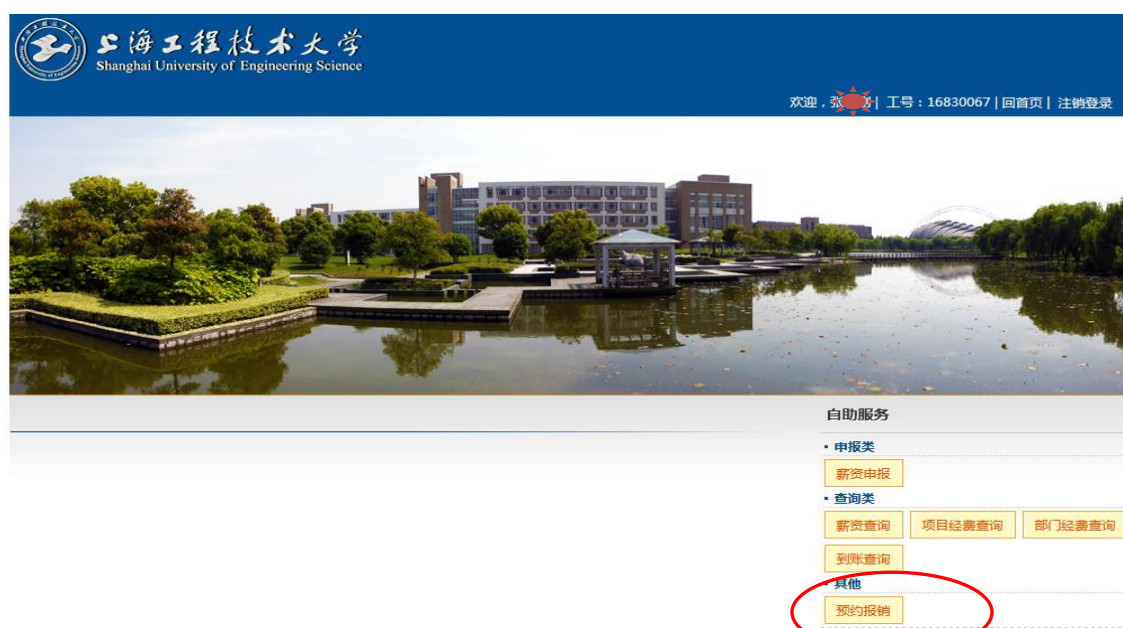 上海工程技术大学
Shanghai University of Engineering Science
欢迎，张 | 工号：16830067 | 回首页 | 注销登录
自助服务
申报类
薪资申报
查询类
薪资查询 项目经费查询 部门经费查询
到账查询
其他
预约报销